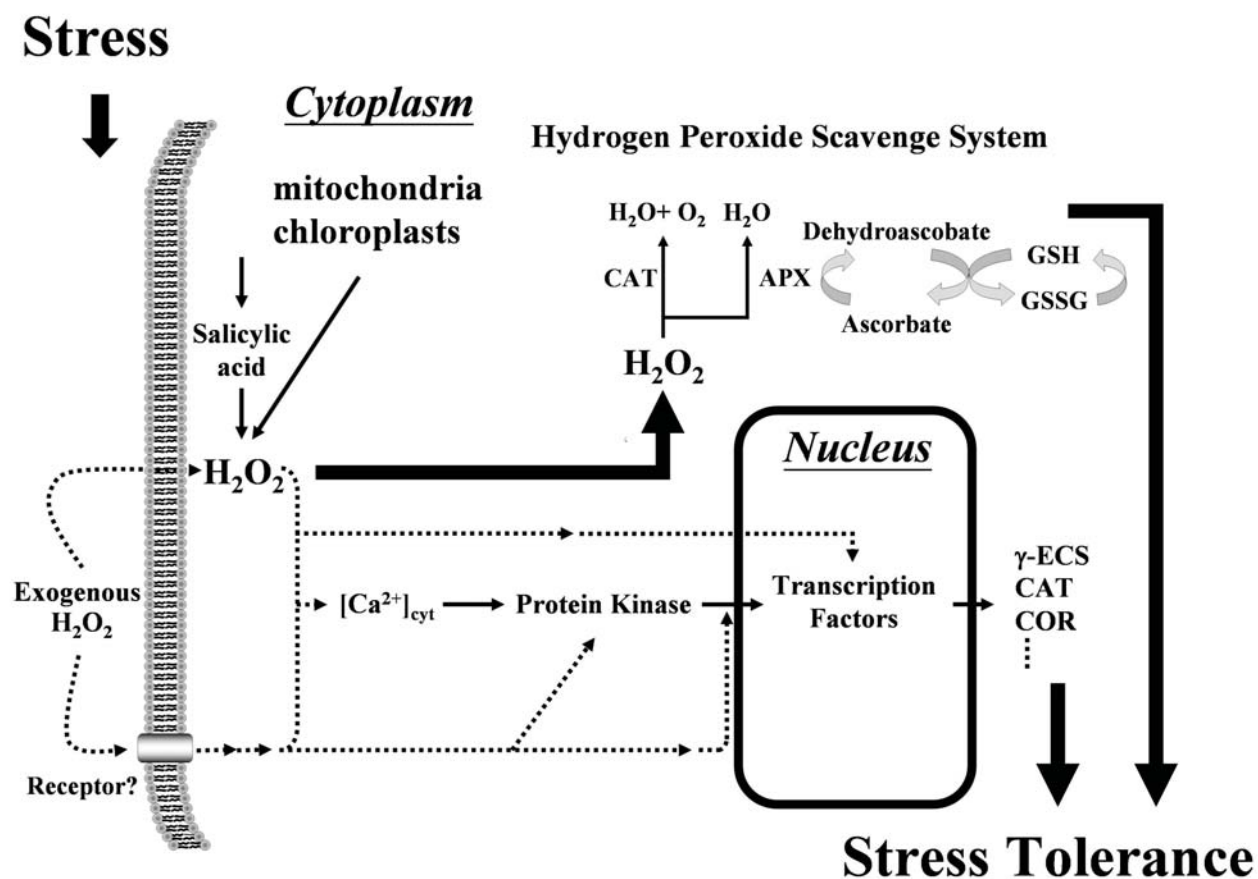 Stress
Cytoplasm
Hydrogen Peroxide Scavenge System
mitochondria
chloroplasts
H₂O+ O₂ H₂O
Dehydroascobate
GSH
CAT
APX
GSSG
Ascorbate
Salicylic
acid
H₂O₂
Nucleus
H₂O₂
Exogenous
H₂O₂
[Ca²⁺]cyt
Protein Kinase
Transcription
Factors
γ-ECS
CAT
COR
Receptor?
Stress Tolerance